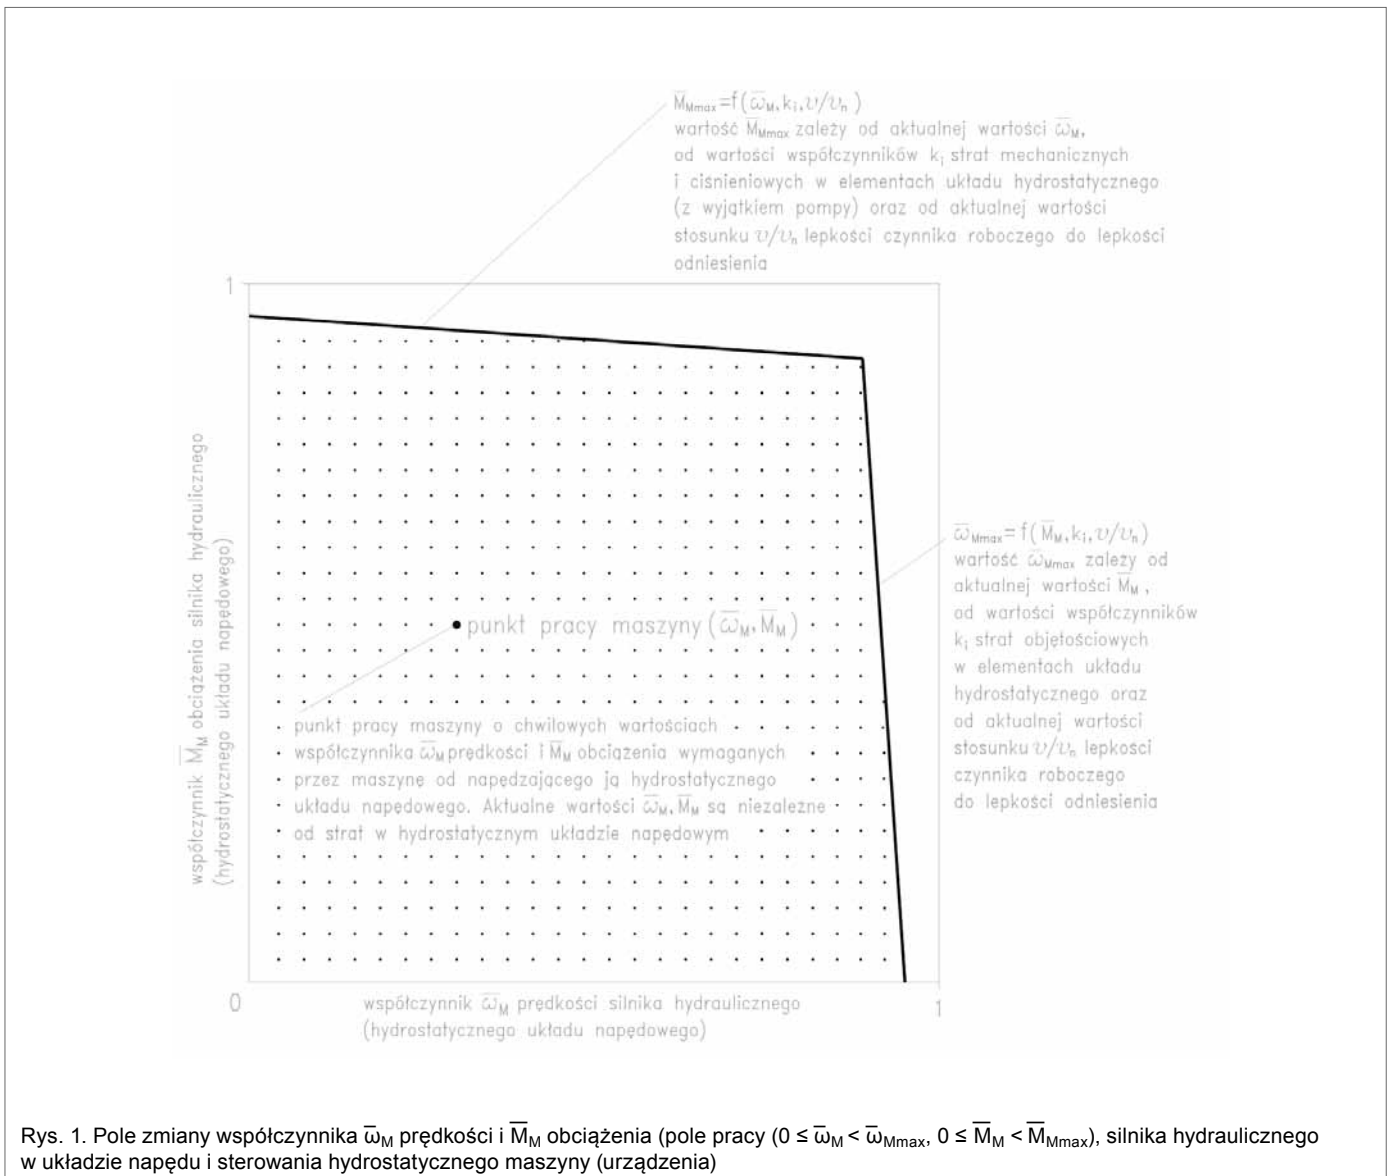 M̅Mmax=f(ω̅M,ki,υ/υn)
wartość M̅Mmax zależy od aktualnej wartości ω̅M,
od wartości współczynników ki strat mechanicznych
i ciśnieniowych w elementach układu hydrostatycznego
(z wyjątkiem pompy) oraz od aktualnej wartości
stosunku υ/υn lepkości czynnika roboczego do lepkości
odniesienia
1
współczynnik M̅M obciążenia silnika hydraulicznego
(hydrostatycznego układu napędowego)
ω̅Mmax=f(M̅M,ki,υ/υn)
wartość ω̅Mmax zależy od
aktualnej wartości M̅M,
od wartości współczynników
ki strat objętościowych
w elementach układu
hydrostatycznego oraz
od aktualnej wartości
stosunku υ/υn lepkości
czynnika roboczego
do lepkości odniesienia
punkt pracy maszyny (ω̅M,M̅M)
punkt pracy maszyny o chwilowych wartościach
współczynnika ω̅M prędkości i M̅M obciążenia wymaganych
przez maszynę od napędzającego ją hydrostatycznego
układu napędowego. Aktualne wartości ω̅M,M̅M są niezależne
od strat w hydrostatycznym układzie napędowym
0
współczynnik ω̅M prędkości silnika hydraulicznego
(hydrostatycznego układu napędowego)
1
Rys. 1. Pole zmiany współczynnika ω̅M prędkości i M̅M obciążenia (pole pracy (0 ≤ ω̅M < ω̅Mmax, 0 ≤ M̅M < M̅Mmax), silnika hydraulicznego
w układzie napędu i sterowania hydrostatycznego maszyny (urządzenia)